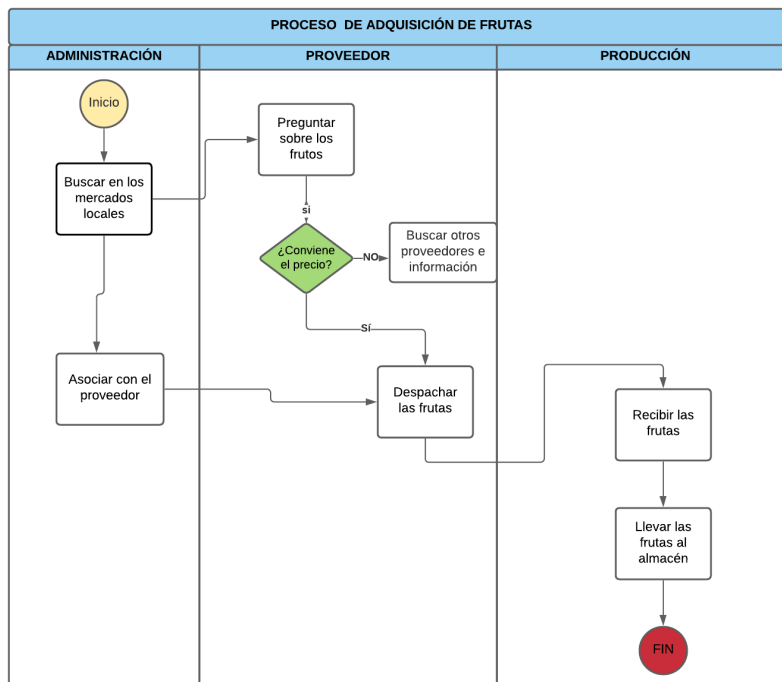 PROCESO DE ADQUISICIÓN DE FRUTAS
ADMINISTRACIÓN
PROVEEDOR
PRODUCCIÓN
Inicio
Buscar en los
mercados
locales
Asociar con el
proveedor
Preguntar
sobre los
frutos
si
¿Conviene
el precio?
NO
Buscar otros
proveedores e
información
Sí
Despachar
las frutas
Recibir las
frutas
Llevar las
frutas al
almacén
FIN